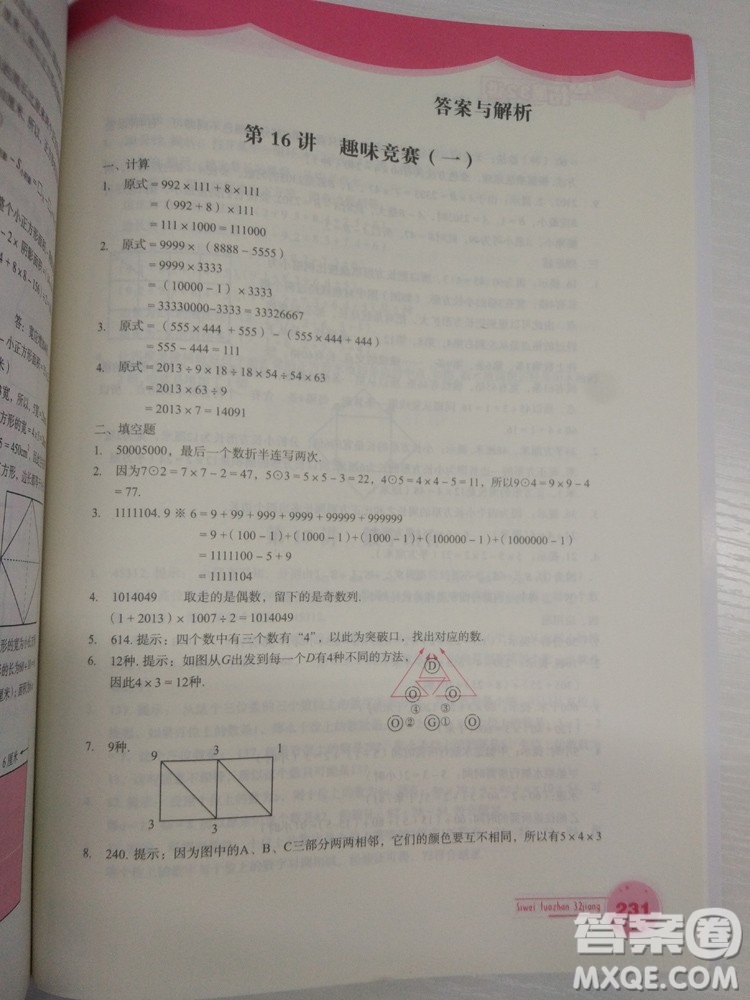 答案与解析
第 16 讲 趣味竞赛（一）
一、计算
1. 原式 = 992 × 111 + 8 × 111
= （992 + 8） × 111
= 111 × 1000 = 111000
2. 原式 = 9999 × （8888 – 5555）
= 9999 × 3333
= （10000 – 1）× 3333
= 33330000–3333 = 33326667
3. 原式 = （555 × 444 + 555） – （555 × 444 + 444）
= 555 – 444 = 111
4. 原式 = 2013 ÷ 9 × 18 ÷ 18 × 54 ÷ 54 × 63
= 2013 × 63 ÷ 9
= 2013 × 7 = 14091
二、填空题
1. 50005000，最后一个数折半连写两次.
2. 因为7⊙2 = 7 × 7 – 2 = 47，5⊙3 = 5 × 5 – 3 = 22，4⊙5 = 4 × 4 – 5 = 11，所以9⊙4 = 9 × 9 – 4
= 77.
3. 1111104. 9 ※ 6 = 9 + 99 + 999 + 9999 + 99999 + 999999
= 9 +（100 – 1）+（1000 – 1）+（10000 – 1）+（100000 – 1）+（1000000 – 1）
= 1111100 – 5 + 9
= 1111104
4. 1014049 取走的是偶数，留下的是奇数列.
（1 + 2013）× 1007 ÷ 2 = 1014049
5. 614. 提示：四个数中有三个数有 “4”，以此为突破口，找出对应的数.
6. 12种. 提示：如图从G出发到每一个D有4种不同的方法，
因此4 × 3 = 12种.
D
O O
④ ③
O ② G ① O
7. 9种.
9 3 1
3 3
8. 240. 提示：因为图中的A、B、C三部分两两相邻，它们的颜色要互不相同，所以有5 × 4 × 3
Siwei tuozhan 32jiang
231
答案圈
MXQE.COM